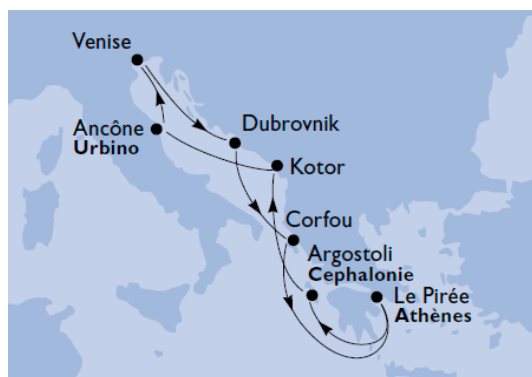 Venise
Ancône
Urbino
Dubrovnik
Kotor
Corfou
Argostoli
Cephalonie
Le Pirée
Athènes